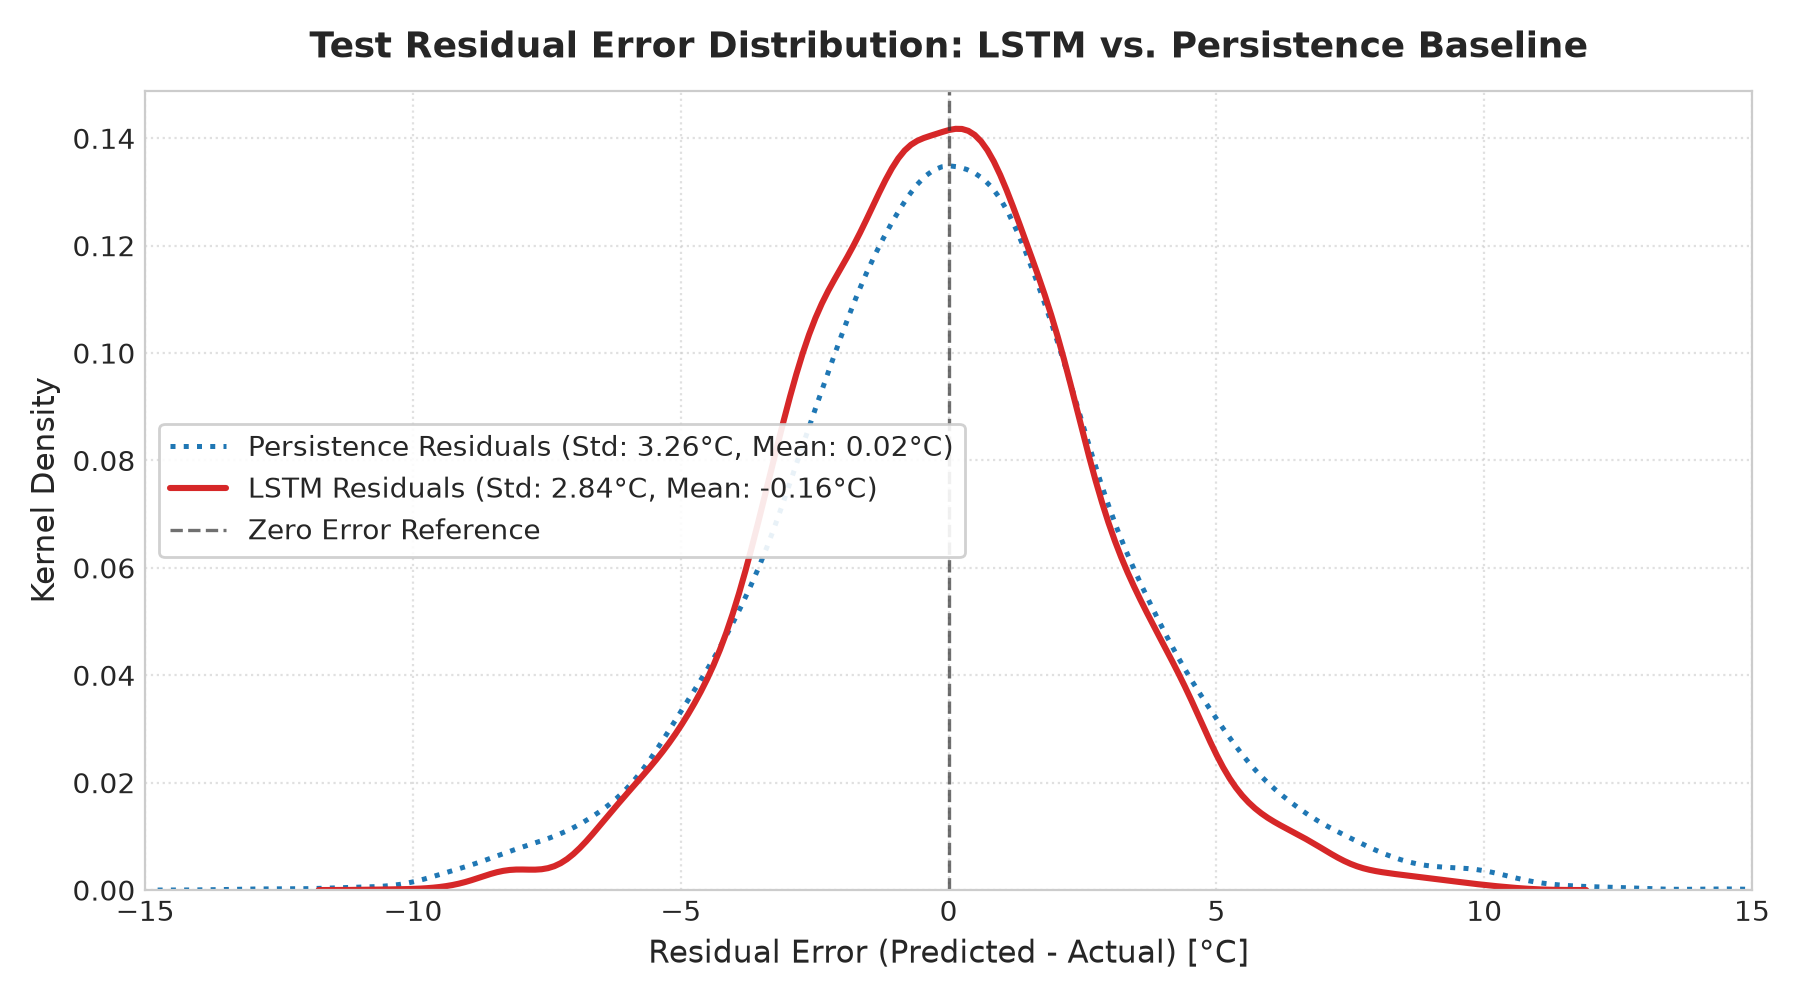 Test Residual Error Distribution: LSTM vs. Persistence Baseline
0.14
0.12
0.10
0.08
0.06
0.04
0.02
0.00
Kernel Density
Persistence Residuals (Std: 3.26°C, Mean: 0.02°C)
LSTM Residuals (Std: 2.84°C, Mean: -0.16°C)
Zero Error Reference
−15 −10 −5 0 5 10 15
Residual Error (Predicted - Actual) [°C]